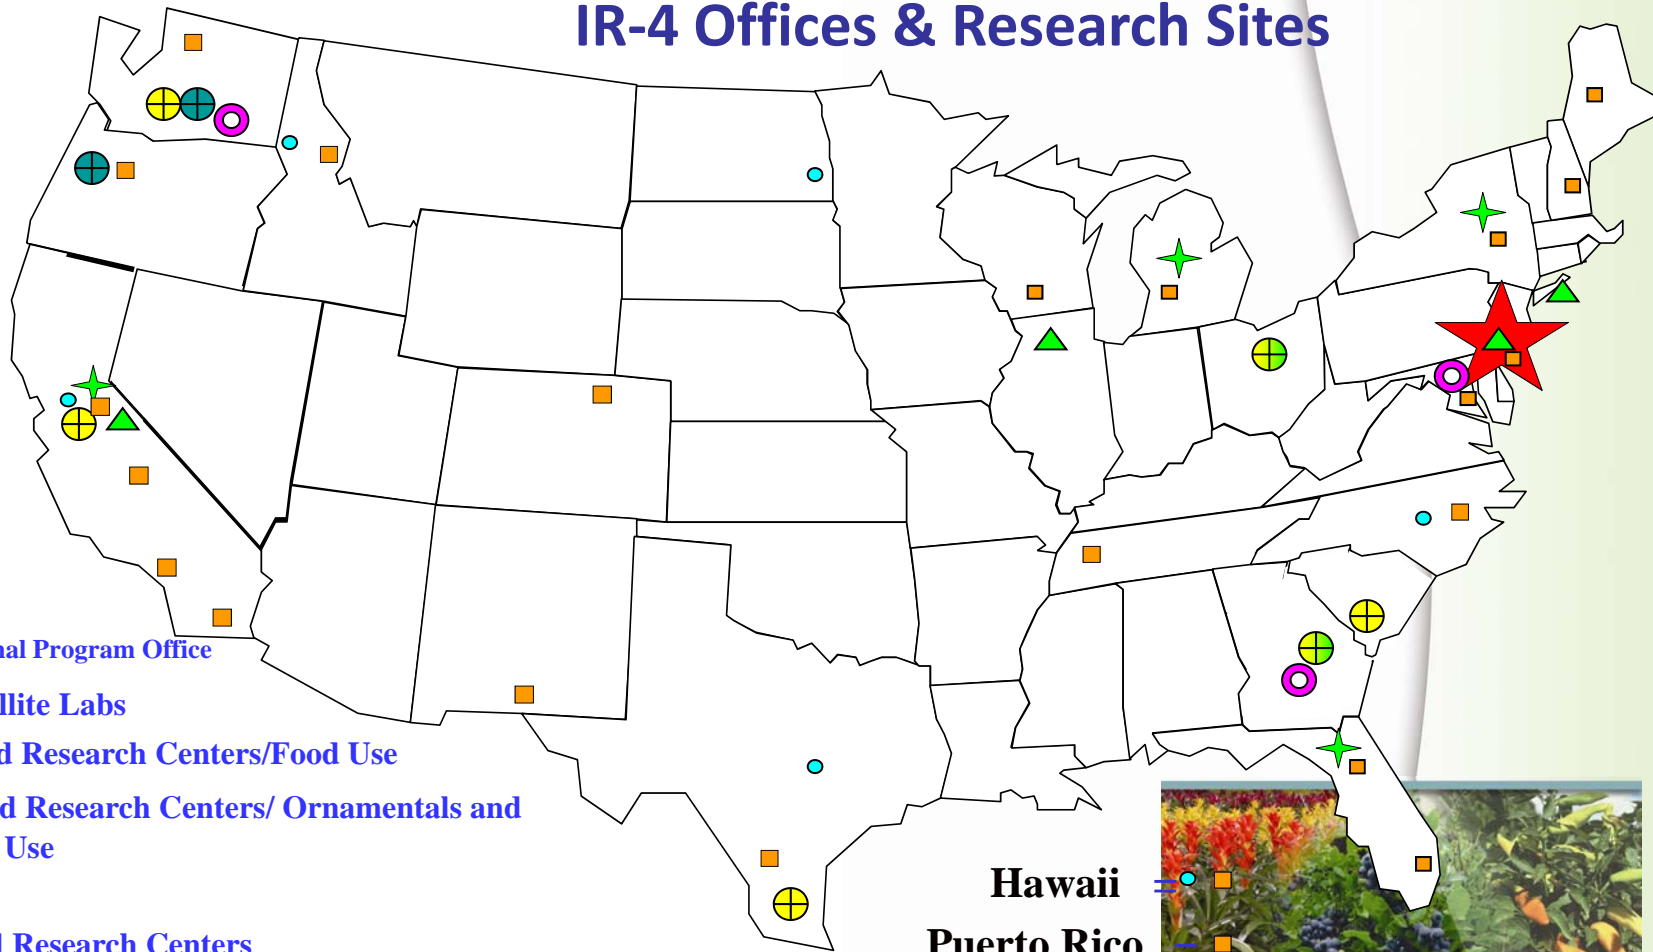 IR-4 Offices & Research Sites
nal Program Office
llite Labs
d Research Centers/Food Use
d Research Centers/ Ornamentals and
Use
l Research Centers
Hawaii =
Puerto Rico